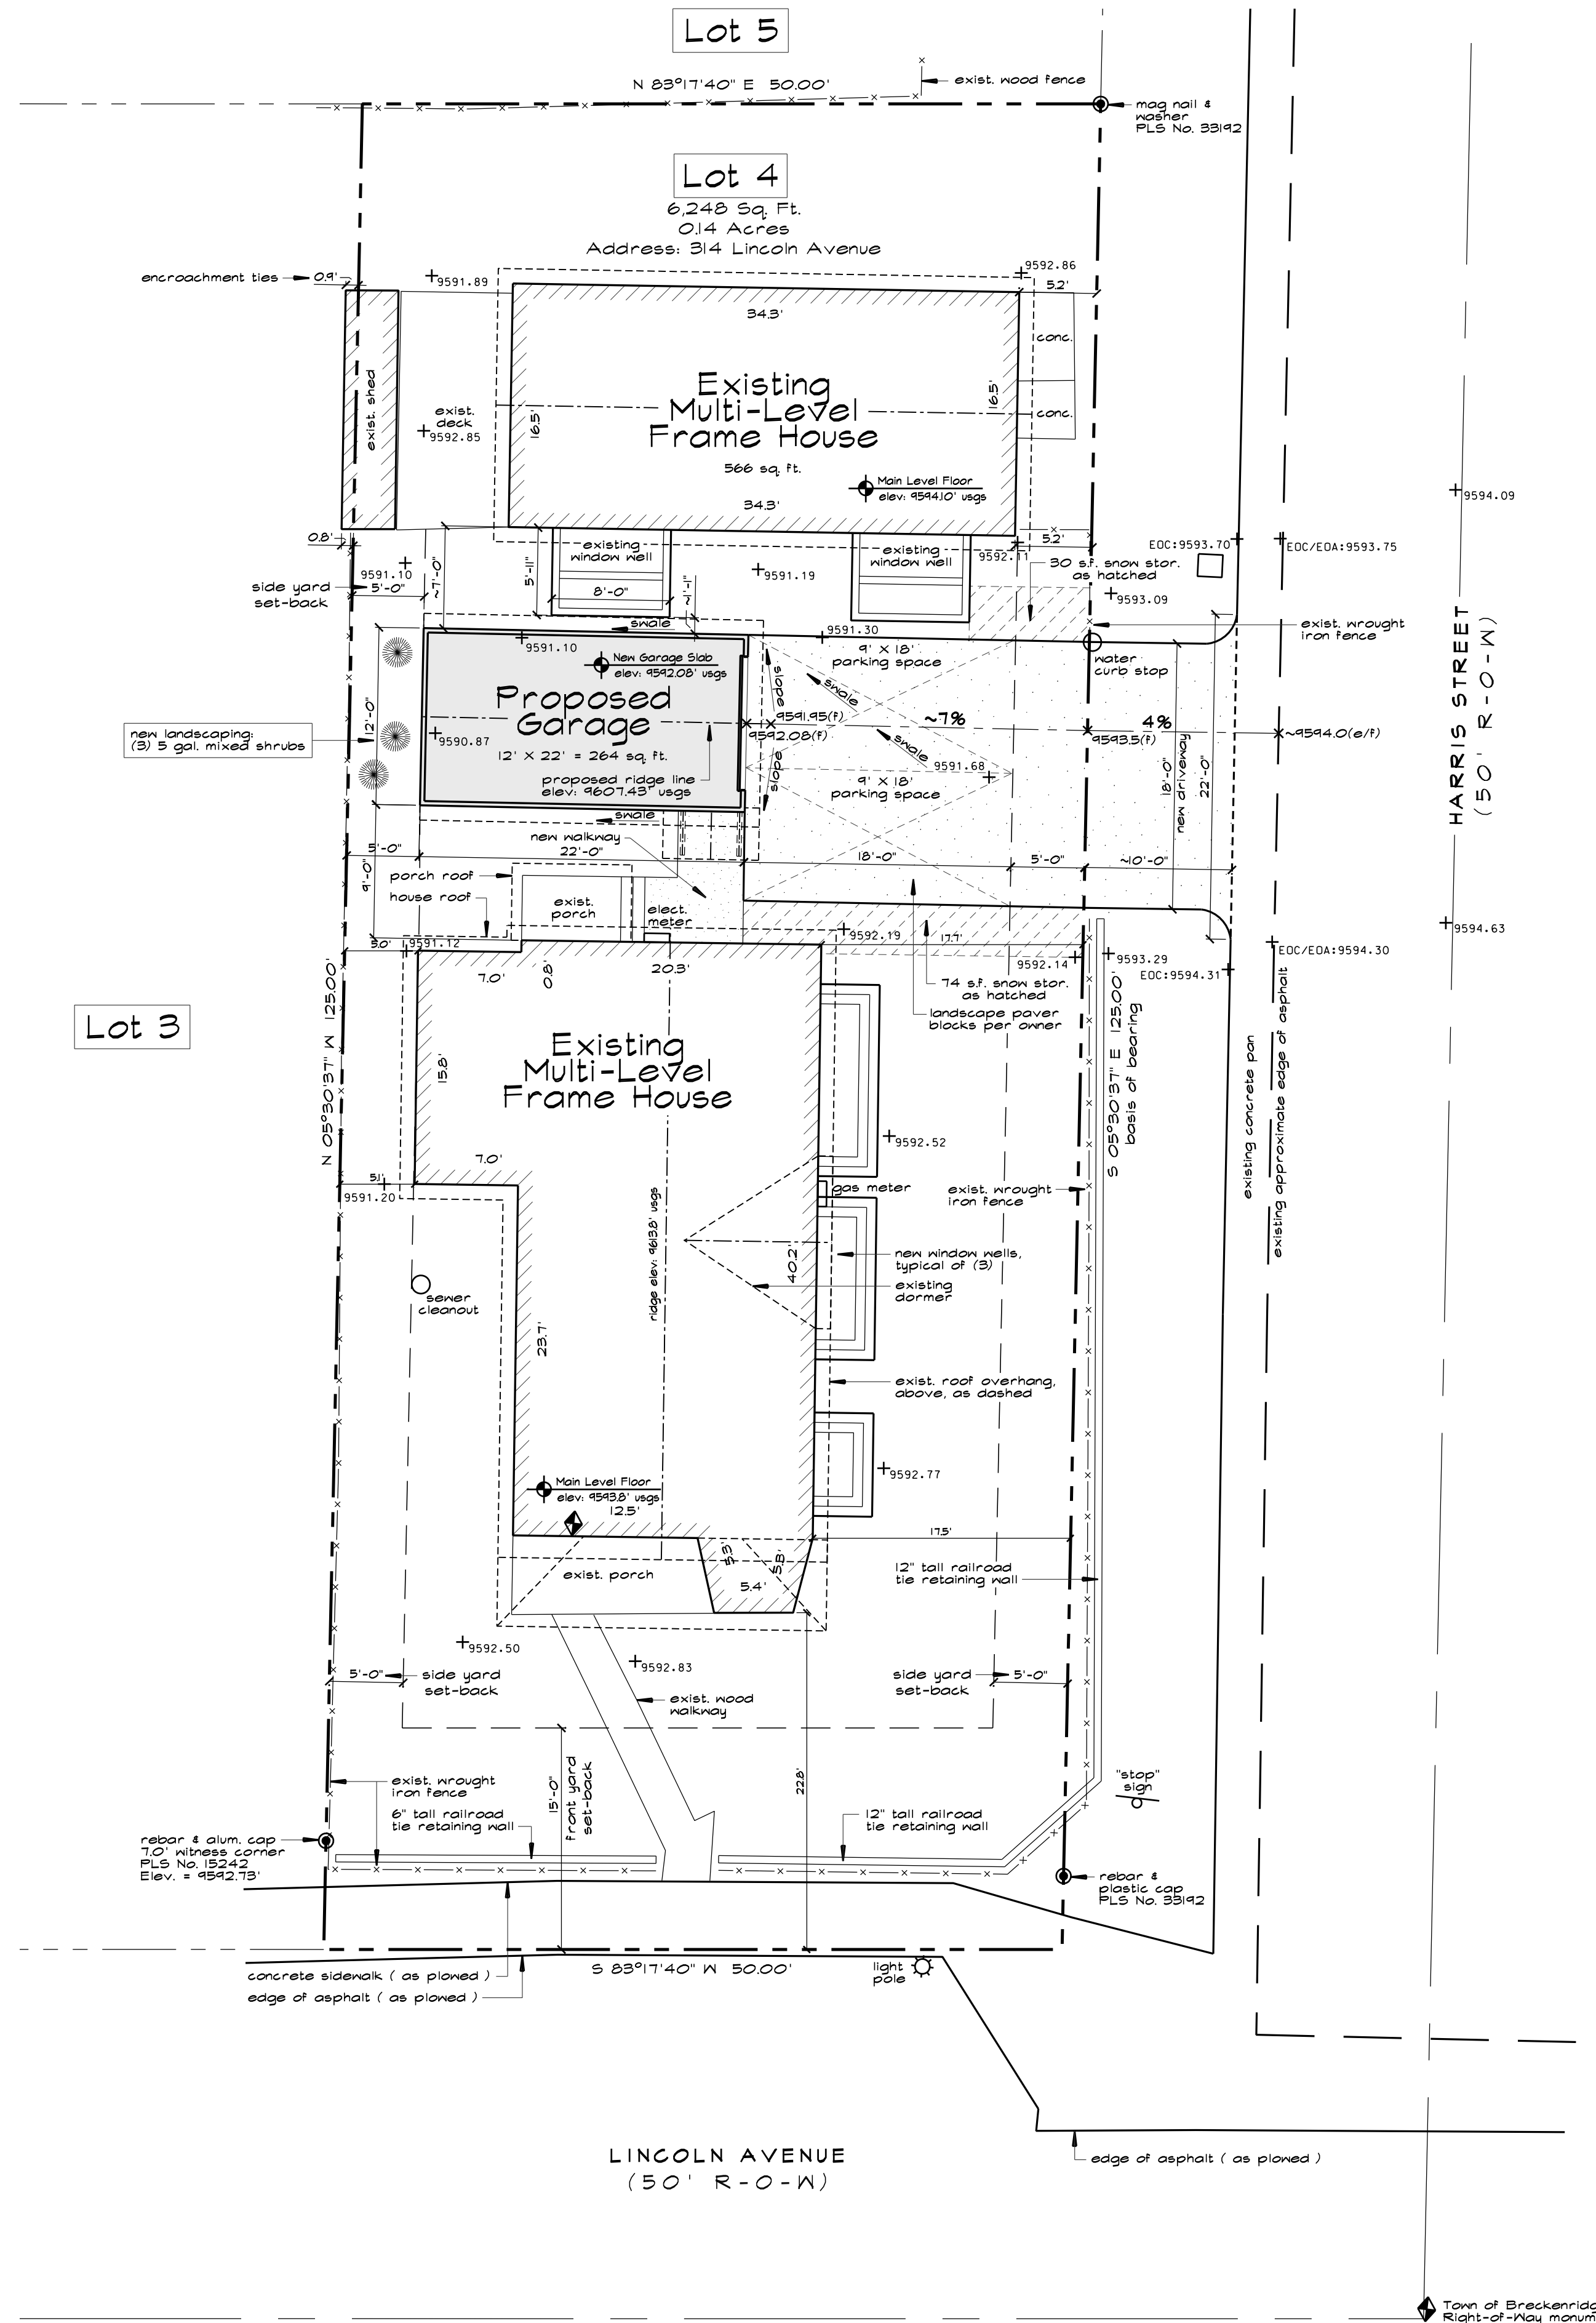 Lot 5
N 83°17'40" E 50.00'
exist. wood fence
mag nail &
washer
PLS No. 33192
Lot 4
6,248 Sq. Ft.
0.14 Acres
Address: 314 Lincoln Avenue
encroachment ties
0.9'
9591.89
9592.86
5.2'
34.3'
conc.
exist. shed
Existing
Multi-Level
Frame House
16.5'
16.5'
conc.
exist.
deck
9592.85
566 sq. ft.
Main Level Floor
elev: 9594.10' usgs
9594.09
34.3'
0.8'
5.2'
9592.11
EOC:9593.70
EOC/EOA:9593.75
existing
window well
existing
window well
9591.10
~7'-0"
5'-11"
9591.19
30 s.f. snow stor.
as hatched
side yard
set-back
5'-0"
8'-0"
~1'-1"
9593.09
swale
exist. wrought
iron fence
9591.10
9591.30
New Garage Slab
elev: 9592.08' usgs
9' X 18'
parking space
water
curb stop
HARRIS STREET
(50' R-O-W)
Proposed
Garage
slope
swale
12'-0"
new landscaping:
(3) 5 gal. mixed shrubs
9590.87
9591.95(f)
9592.08(f)
~7%
4%
9593.5(f)
~9594.0(e/f)
12' X 22' = 264 sq. ft.
swale
9591.68
proposed ridge line
elev: 9607.43' usgs
slope
9' X 18'
parking space
18'-0"
new driveway
22'-0"
swale
new walkway
5'-0"
22'-0"
18'-0"
5'-0"
~10'-0"
9'-0"
porch roof
house roof
exist.
porch
elect.
meter
9594.63
5.0'
9591.12
9592.19
17.7'
9592.14
9593.29
EOC/EOA:9594.30
EOC:9594.31
7.0'
0.8'
20.3'
74 s.f. snow stor.
as hatched
landscape paver
blocks per owner
Lot 3
N 05°30'37" W 125.00'
15.8'
Existing
Multi-Level
Frame House
S 05°30'37" E 125.00'
basis of bearing
existing concrete pan
existing approximate edge of asphalt
9592.52
7.0'
5.1'
9591.20
gas meter
exist. wrought
iron fence
ridge elev: 9613.8' usgs
40.2'
new window wells,
typical of (3)
existing
dormer
sewer
cleanout
23.7'
exist. roof overhang,
above, as dashed
9592.77
Main Level Floor
elev: 9593.8' usgs
12.5'
17.5'
5.3'
5.3'
exist. porch
5.4'
12" tall railroad
tie retaining wall
9592.50
9592.83
5'-0"
side yard
set-back
side yard
set-back
5'-0"
exist. wood
walkway
15'-0"
front yard
set-back
22.8'
"stop"
sign
exist. wrought
iron fence
6" tall railroad
tie retaining wall
12" tall railroad
tie retaining wall
rebar & alum. cap
7.0' witness corner
PLS No. 15242
Elev. = 9592.73'
rebar &
plastic cap
PLS No. 33192
S 83°17'40" W 50.00'
light
pole
concrete sidewalk ( as plowed )
edge of asphalt ( as plowed )
LINCOLN AVENUE
(50' R-O-W)
edge of asphalt ( as plowed )
Town of
Right-of-Way